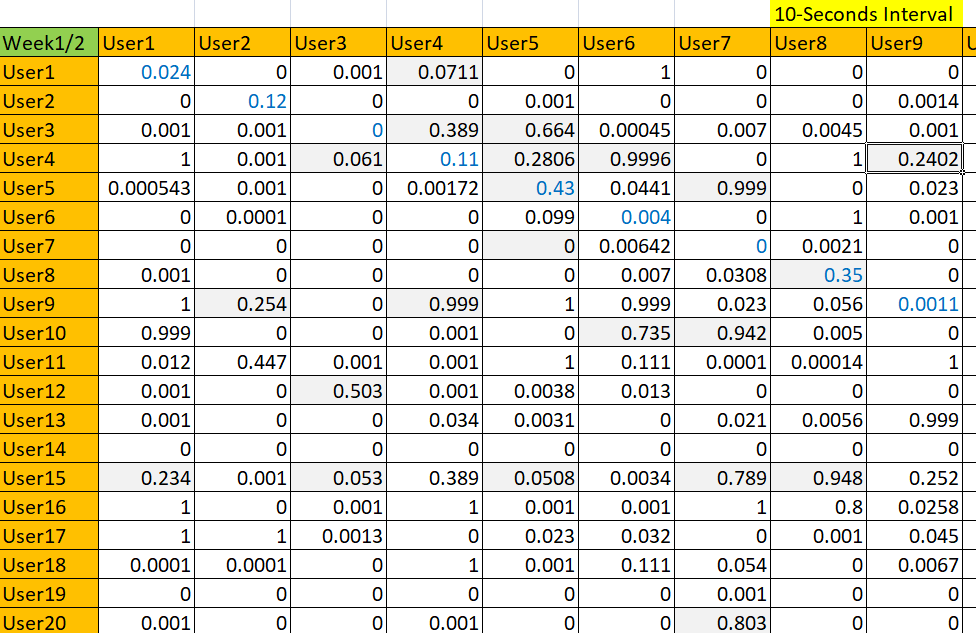 10-Seconds Interval
Week1/2 User1 User2 User3 User4 User5 User6 User7 User8 User9
User1 0.024 0 0.001 0.0711 0 1 0 0 0
User2 0 0.12 0 0 0.001 0 0 0 0.0014
User3 0.001 0.001 0 0.389 0.664 0.00045 0.007 0.0045 0.001
User4 1 0.001 0.061 0.11 0.2806 0.9996 0 1 0.2402
User5 0.000543 0.001 0 0.00172 0.43 0.0441 0.999 0 0.023
User6 0 0.0001 0 0 0.099 0.004 0 1 0.001
User7 0 0 0 0 0 0.00642 0 0.0021 0
User8 0.001 0 0 0 0 0.007 0.0308 0.35 0
User9 1 0.254 0 0.999 1 0.999 0.023 0.056 0.0011
User10 0.999 0 0 0.001 0 0.735 0.942 0.005 0
User11 0.012 0.447 0.001 0.001 1 0.111 0.0001 0.00014 1
User12 0.001 0 0.503 0.001 0.0038 0.013 0 0 0
User13 0.001 0 0 0.034 0.0031 0 0.021 0.0056 0.999
User14 0 0 0 0 0 0 0 0 0
User15 0.234 0.001 0.053 0.389 0.0508 0.0034 0.789 0.948 0.252
User16 1 0 0.001 1 0.001 0.001 1 0.8 0.0258
User17 1 1 0.0013 0 0.023 0.032 0 0.001 0.045
User18 0.0001 0.0001 0 1 0.001 0.111 0.054 0 0.0067
User19 0 0 0 0 0 0 0.001 0 0
User20 0.001 0 0 0.001 0 0 0.803 0 0